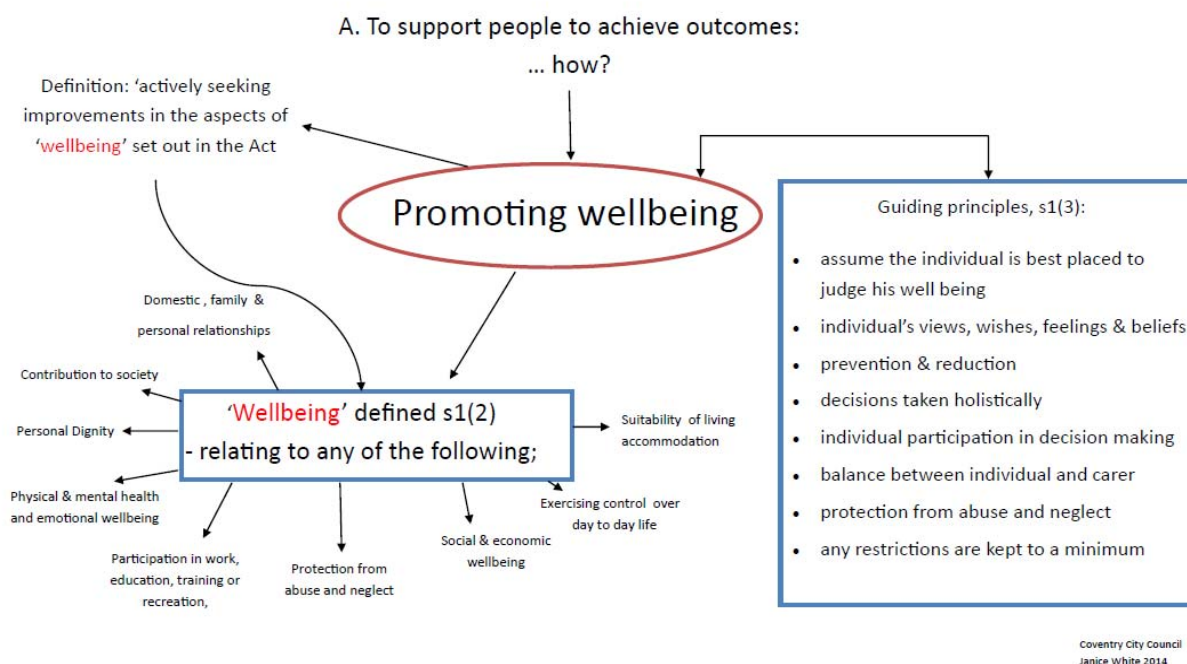 A. To support people to achieve outcomes:
... how?
Definition: ‘actively seeking
improvements in the aspects of
‘wellbeing’ set out in the Act
Promoting wellbeing
Guiding principles, s1(3):
• assume the individual is best placed to
judge his well being
• individual’s views, wishes, feelings & beliefs
• prevention & reduction
• decisions taken holistically
• individual participation in decision making
• balance between individual and carer
• protection from abuse and neglect
• any restrictions are kept to a minimum
Domestic , family &
personal relationships
Contribution to society
Personal Dignity
Physical & mental health
and emotional wellbeing
‘Wellbeing’ defined s1(2)
- relating to any of the following;
Suitability of living
accommodation
Exercising control over
day to day life
Social & economic
wellbeing
Protection from
abuse and neglect
Participation in work,
education, training or
recreation,
Coventry City Council
Janice White 2014